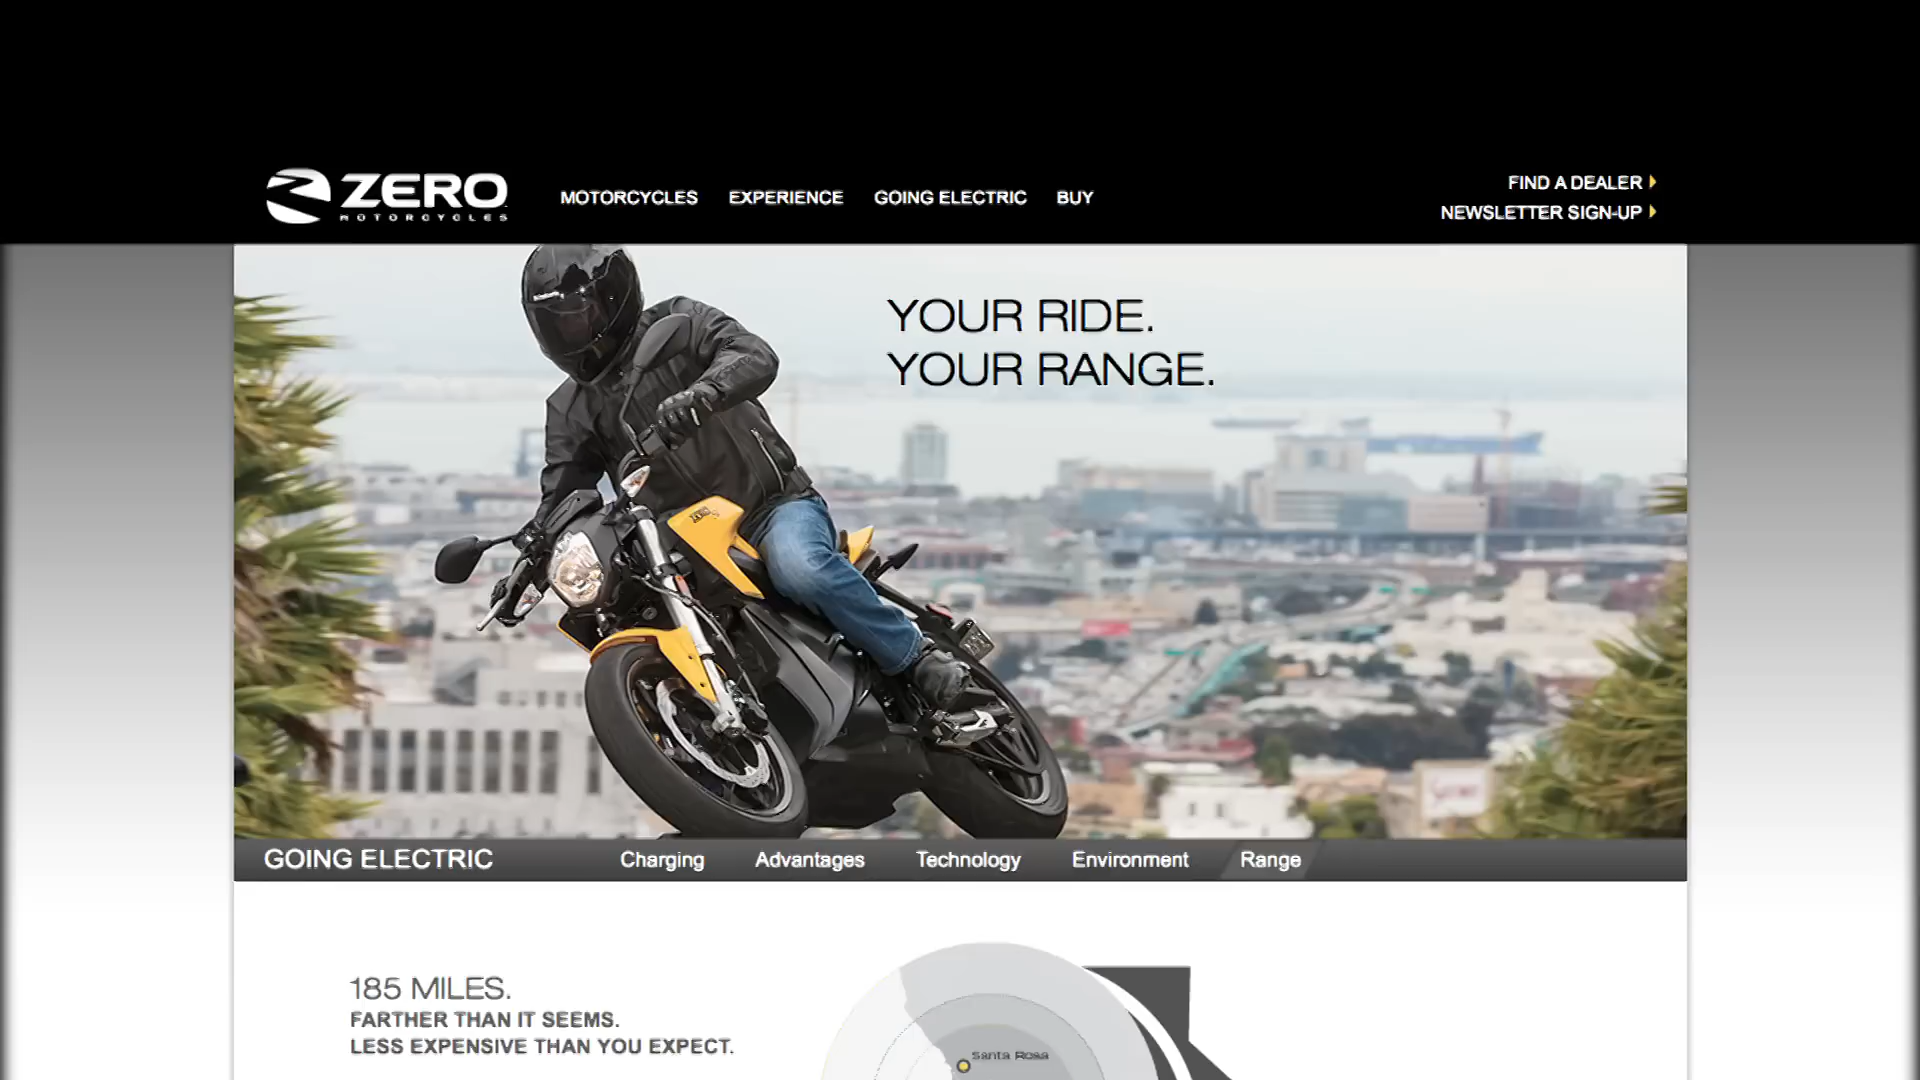 ZERO
MOTORCYCLES
MOTORCYCLES
EXPERIENCE
GOING ELECTRIC
BUY
FIND A DEALER
NEWSLETTER SIGN-UP
YOUR RIDE.
YOUR RANGE.
ZERO
GOING ELECTRIC
Charging
Advantages
Technology
Environment
Range
185 MILES.
FARTHER THAN IT SEEMS.
LESS EXPENSIVE THAN YOU EXPECT.
Santa Rosa